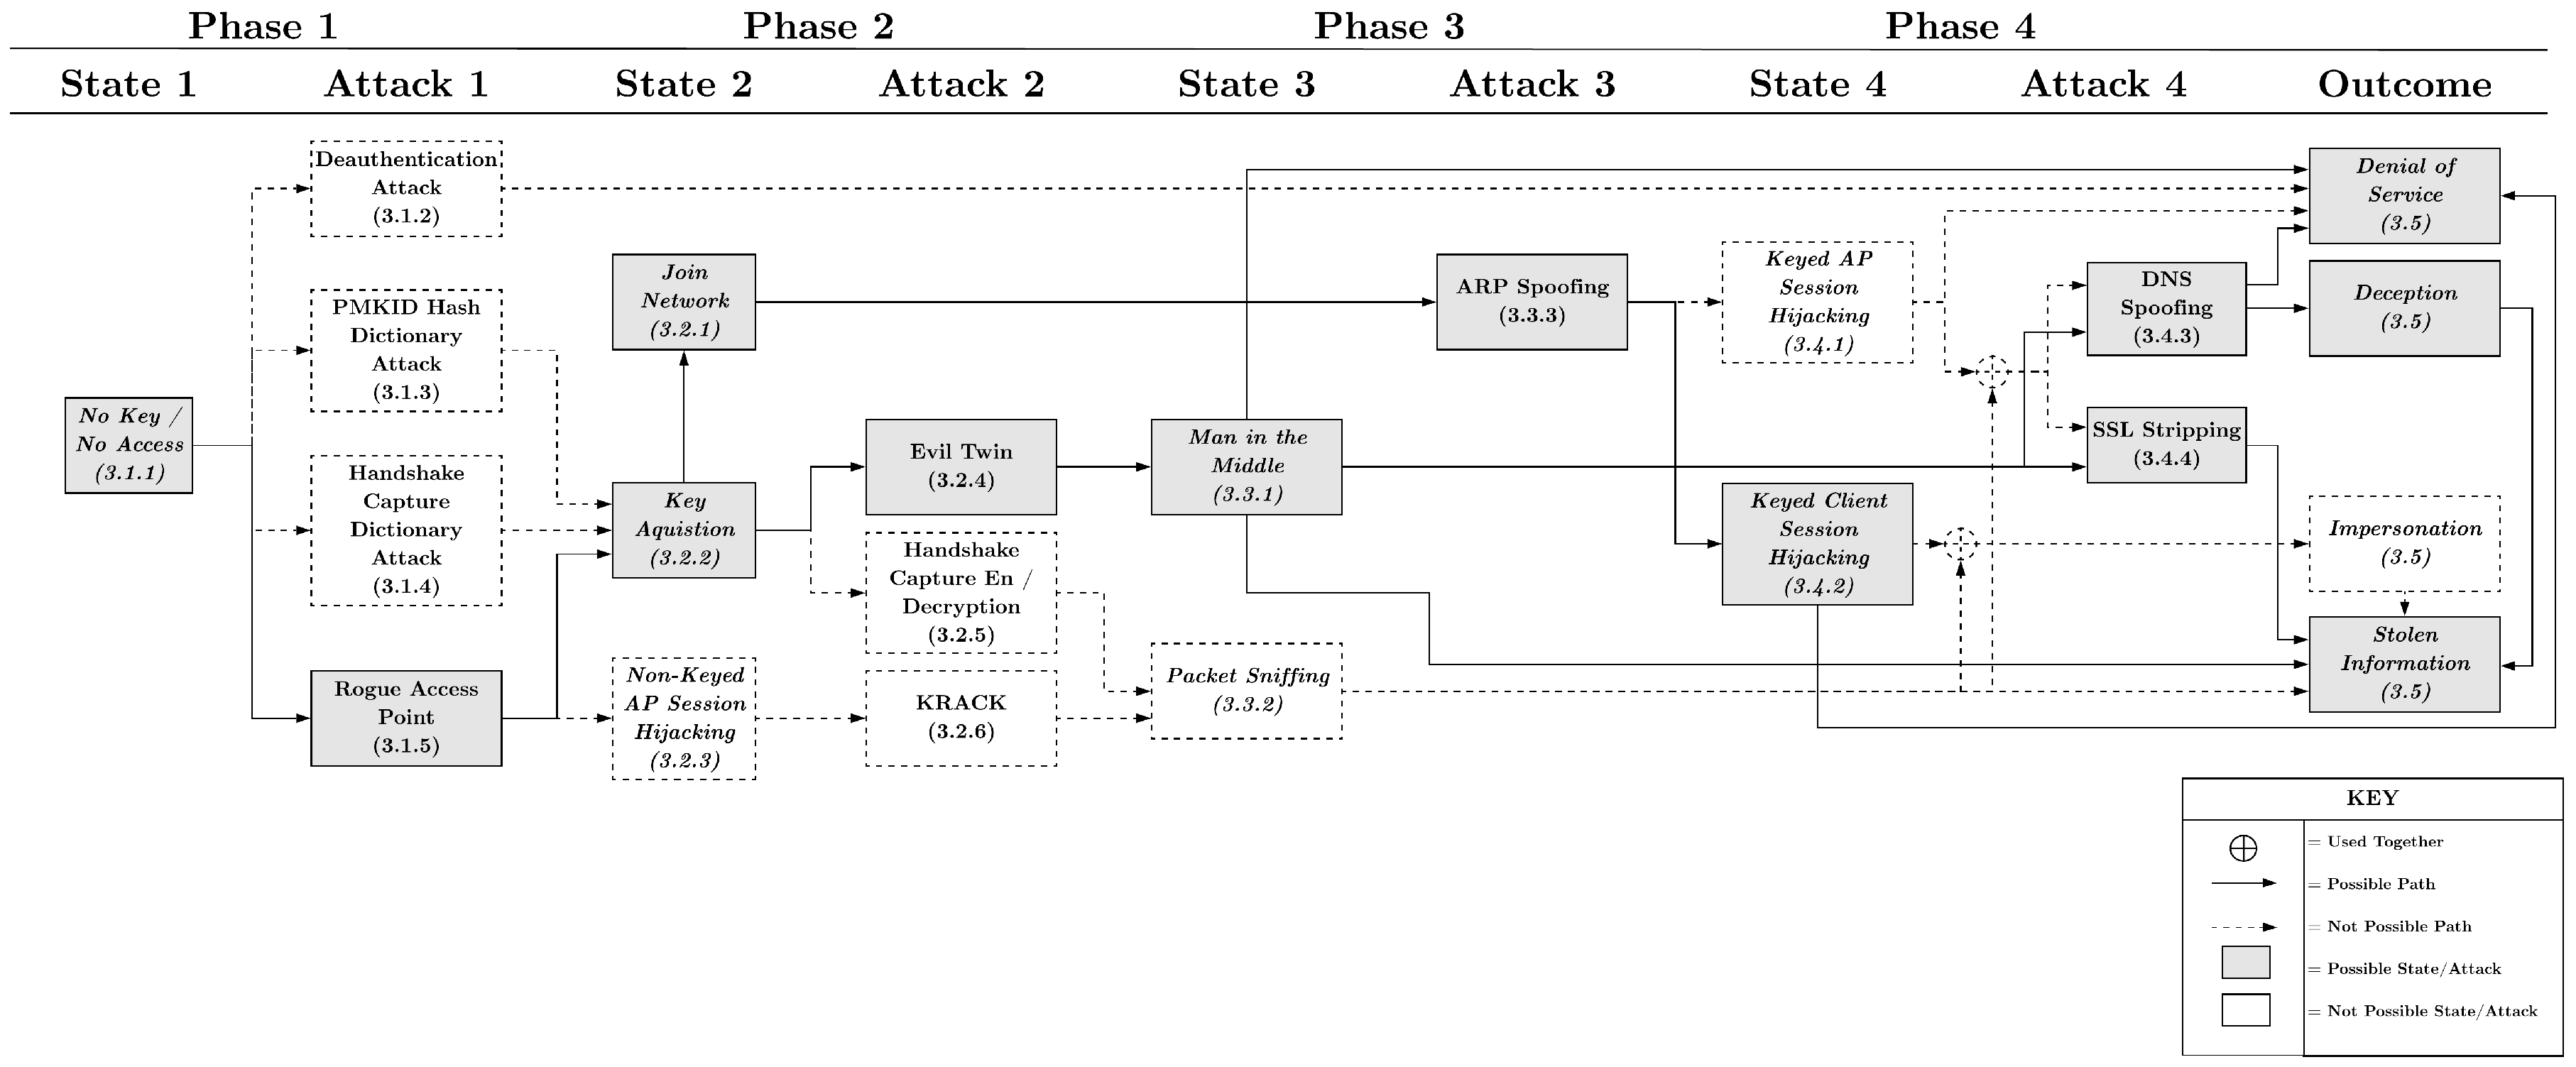 Phase 1
Phase 2
Phase 3
Phase 4
State 1
Attack 1
State 2
Attack 2
State 3
Attack 3
State 4
Attack 4
Outcome
No Key /
No Access
(3.1.1)
Deauthentication
Attack
(3.1.2)
PMKID Hash
Dictionary
Attack
(3.1.3)
Handshake
Capture
Dictionary
Attack
(3.1.4)
Rogue Access
Point
(3.1.5)
Join
Network
(3.2.1)
Key
Aquistion
(3.2.2)
Non-Keyed
AP Session
Hijacking
(3.2.3)
Evil Twin
(3.2.4)
Handshake
Capture En /
Decryption
(3.2.5)
KRACK
(3.2.6)
Man in the
Middle
(3.3.1)
Packet Sniffing
(3.3.2)
ARP Spoofing
(3.3.3)
Keyed AP
Session
Hijacking
(3.4.1)
Keyed Client
Session
Hijacking
(3.4.2)
DNS
Spoofing
(3.4.3)
SSL Stripping
(3.4.4)
Denial of
Service
(3.5)
Deception
(3.5)
Impersonation
(3.5)
Stolen
Information
(3.5)
KEY
= Used Together
= Possible Path
= Not Possible Path
= Possible State/Attack
= Not Possible State/Attack